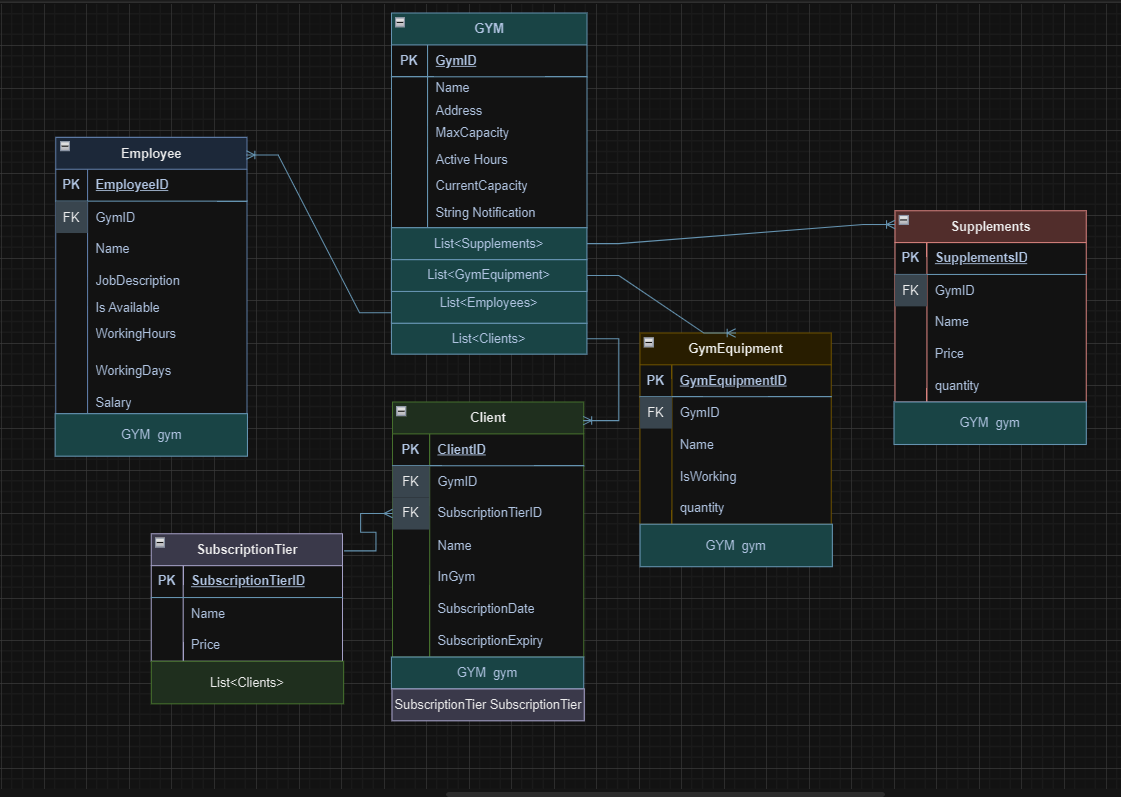 GYM
PK GymID
Name
Address
MaxCapacity
Active Hours
CurrentCapacity
String Notification
List<Supplements>
List<GymEquipment>
List<Employees>
List<Clients>
Employee
PK EmployeeID
FK GymID
Name
JobDescription
Is Available
WorkingHours
WorkingDays
Salary
GYM gym
Supplements
PK SupplementsID
FK GymID
Name
Price
quantity
GYM gym
GymEquipment
PK GymEquipmentID
FK GymID
Name
IsWorking
quantity
GYM gym
Client
PK ClientID
FK GymID
FK SubscriptionTierID
Name
InGym
SubscriptionDate
SubscriptionExpiry
GYM gym
SubscriptionTier SubscriptionTier
SubscriptionTier
PK SubscriptionTierID
Name
Price
List<Clients>